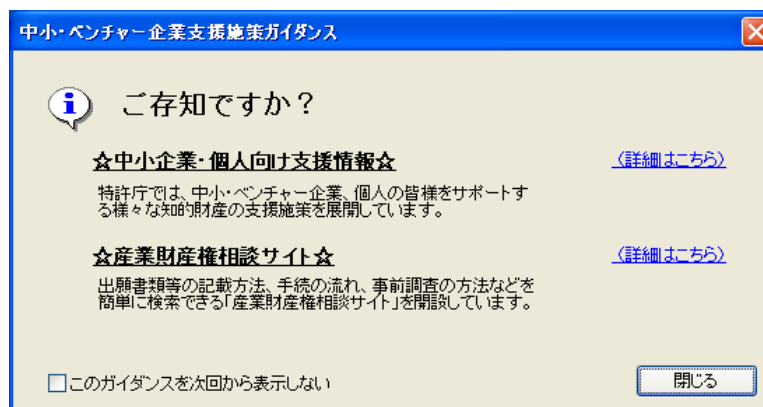 中小・ベンチャー企業支援施策ガイダンス
ご存知ですか？
☆中小企業・個人向け支援情報☆
（詳細はこちら）
特許庁では、中小・ベンチャー企業、個人の皆様をサポートす
る様々な知的財産の支援施策を展開しています。
☆産業財産権相談サイト☆
（詳細はこちら）
出願書類等の記載方法、手続の流れ、事前調査の方法などを
簡単に検索できる「産業財産権相談サイト」を開設しています。
このガイダンスを次回から表示しない
閉じる